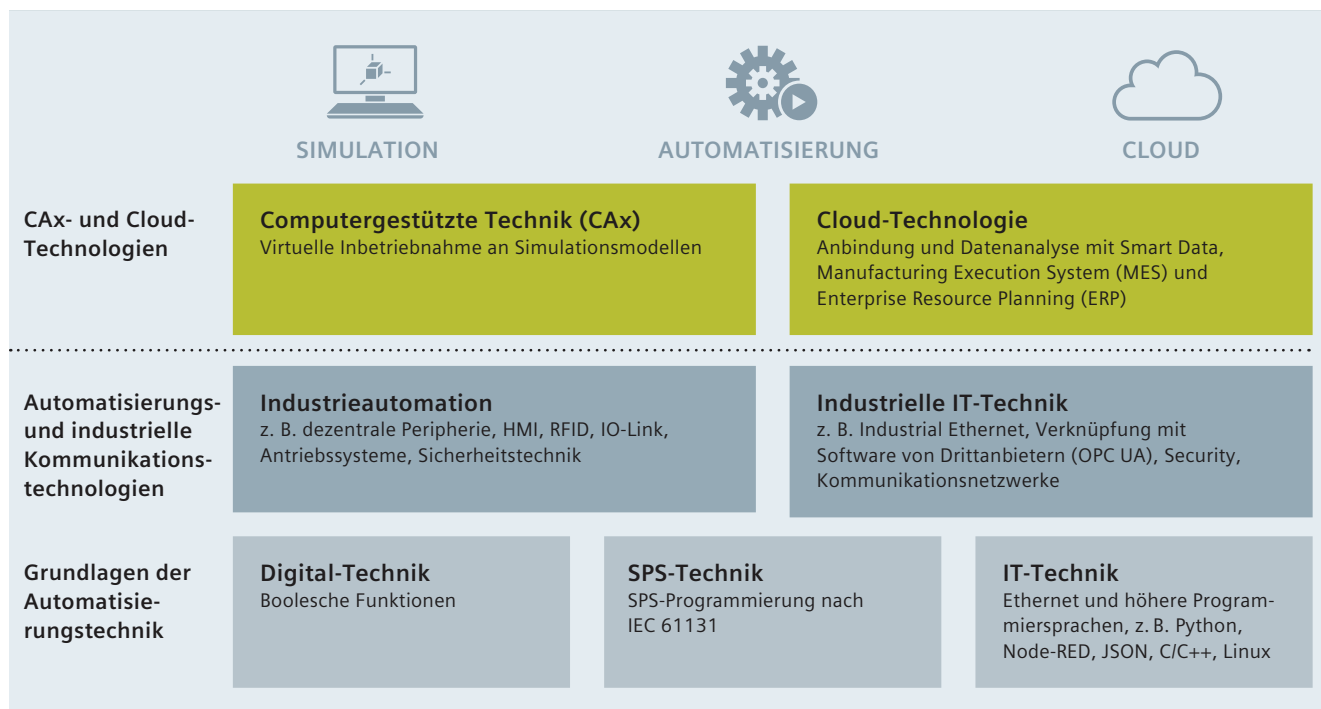 SIMULATION
AUTOMATISIERUNG
CLOUD
CAx- und Cloud-
Technologien
Computergestützte Technik (CAx)
Virtuelle Inbetriebnahme an Simulationsmodellen
Cloud-Technologie
Anbindung und Datenanalyse mit Smart Data,
Manufacturing Execution System (MES) und
Enterprise Resource Planning (ERP)
Automatisierungs-
und industrielle
Kommunikations-
technologien
Industrieautomation
z. B. dezentrale Peripherie, HMI, RFID, IO-Link,
Antriebssysteme, Sicherheitstechnik
Industrielle IT-Technik
z. B. Industrial Ethernet, Verknüpfung mit
Software von Drittanbietern (OPC UA), Security,
Kommunikationsnetzwerke
Grundlagen der
Automatisie-
rungstechnik
Digital-Technik
Boolesche Funktionen
SPS-Technik
SPS-Programmierung nach
IEC 61131
IT-Technik
Ethernet und höhere Program-
miersprachen, z. B. Python,
Node-RED, JSON, C/C++, Linux